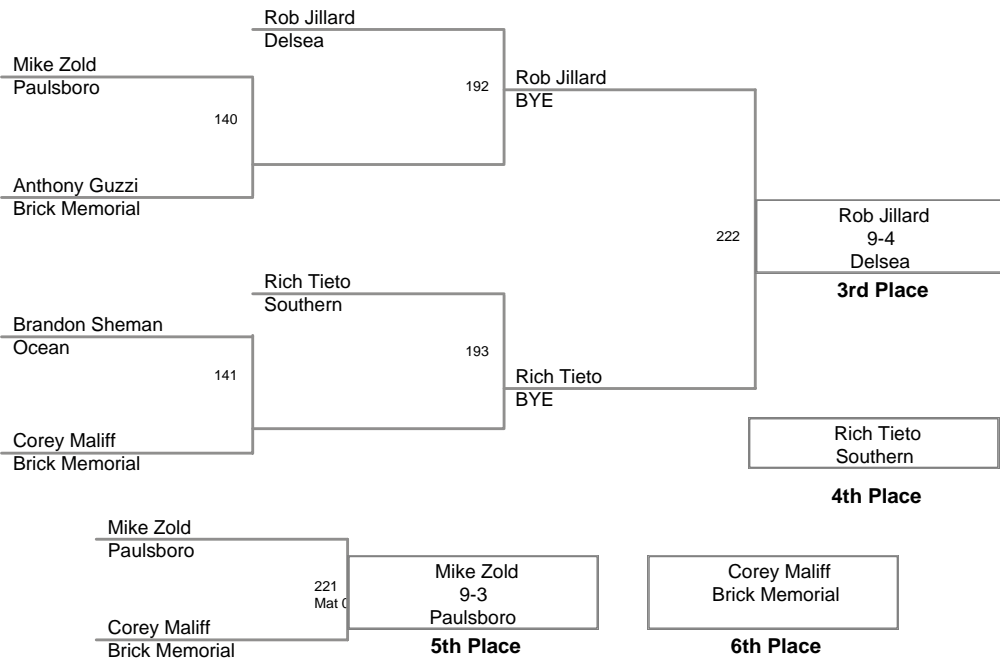 Rob Jillard
Delsea
Mike Zold
Paulsboro
192
Rob Jillard
BYE
140
Anthony Guzzi
Brick Memorial
222
Rob Jillard
9-4
Delsea
3rd Place
Rich Tieto
Southern
Brandon Sheman
Ocean
193
141
Rich Tieto
BYE
Corey Maliff
Brick Memorial
Rich Tieto
Southern
4th Place
Mike Zold
Paulsboro
221
Mat 0
Corey Maliff
Brick Memorial
Mike Zold
9-3
Paulsboro
5th Place
Corey Maliff
Brick Memorial
6th Place